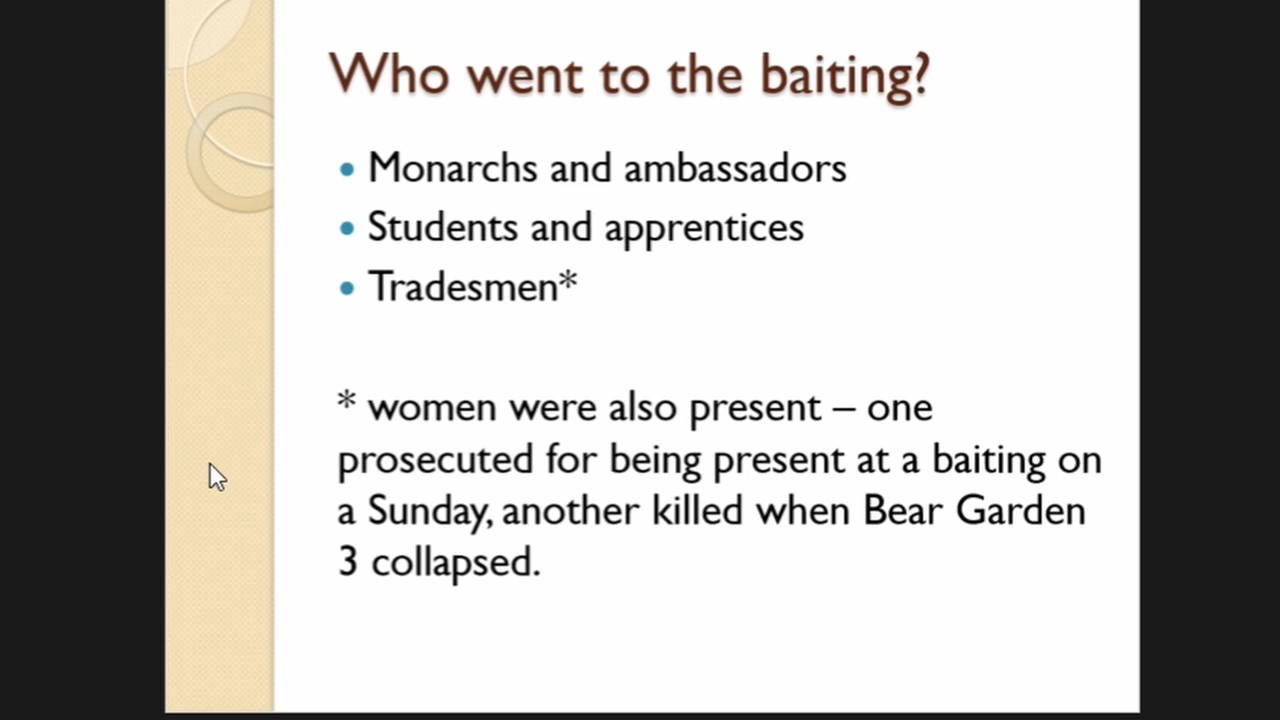 Who went to the baiting?
• Monarchs and ambassadors
• Students and apprentices
• Tradesmen*
* women were also present – one
prosecuted for being present at a baiting on
a Sunday, another killed when Bear Garden
3 collapsed.